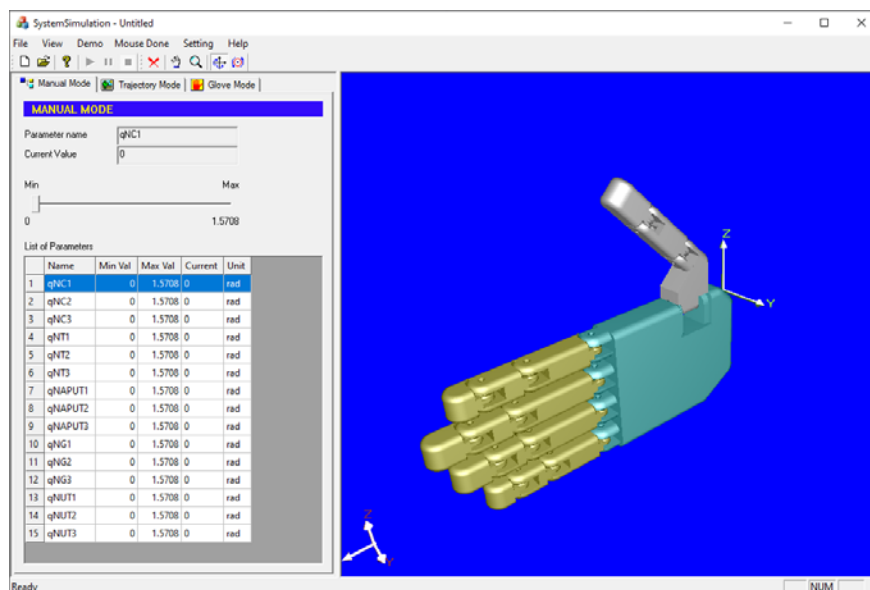 SystemSimulation - Untitled
File View Demo Mouse Done Setting Help
Manual Mode Trajectory Mode Glove Mode
MANUAL MODE
Parameter name qNC1
Current Value 0
Min Max
0 1.5708
List of Parameters
Name Min Val Max Val Current Unit
1 qNC1 0 1.5708 0 rad
2 qNC2 0 1.5708 0 rad
3 qNC3 0 1.5708 0 rad
4 qNT1 0 1.5708 0 rad
5 qNT2 0 1.5708 0 rad
6 qNT3 0 1.5708 0 rad
7 qNAPUT1 0 1.5708 0 rad
8 qNAPUT2 0 1.5708 0 rad
9 qNAPUT3 0 1.5708 0 rad
10 qNG1 0 1.5708 0 rad
11 qNG2 0 1.5708 0 rad
12 qNG3 0 1.5708 0 rad
13 qNUT1 0 1.5708 0 rad
14 qNUT2 0 1.5708 0 rad
15 qNUT3 0 1.5708 0 rad
Z
Y
Z
Y
Ready NUM